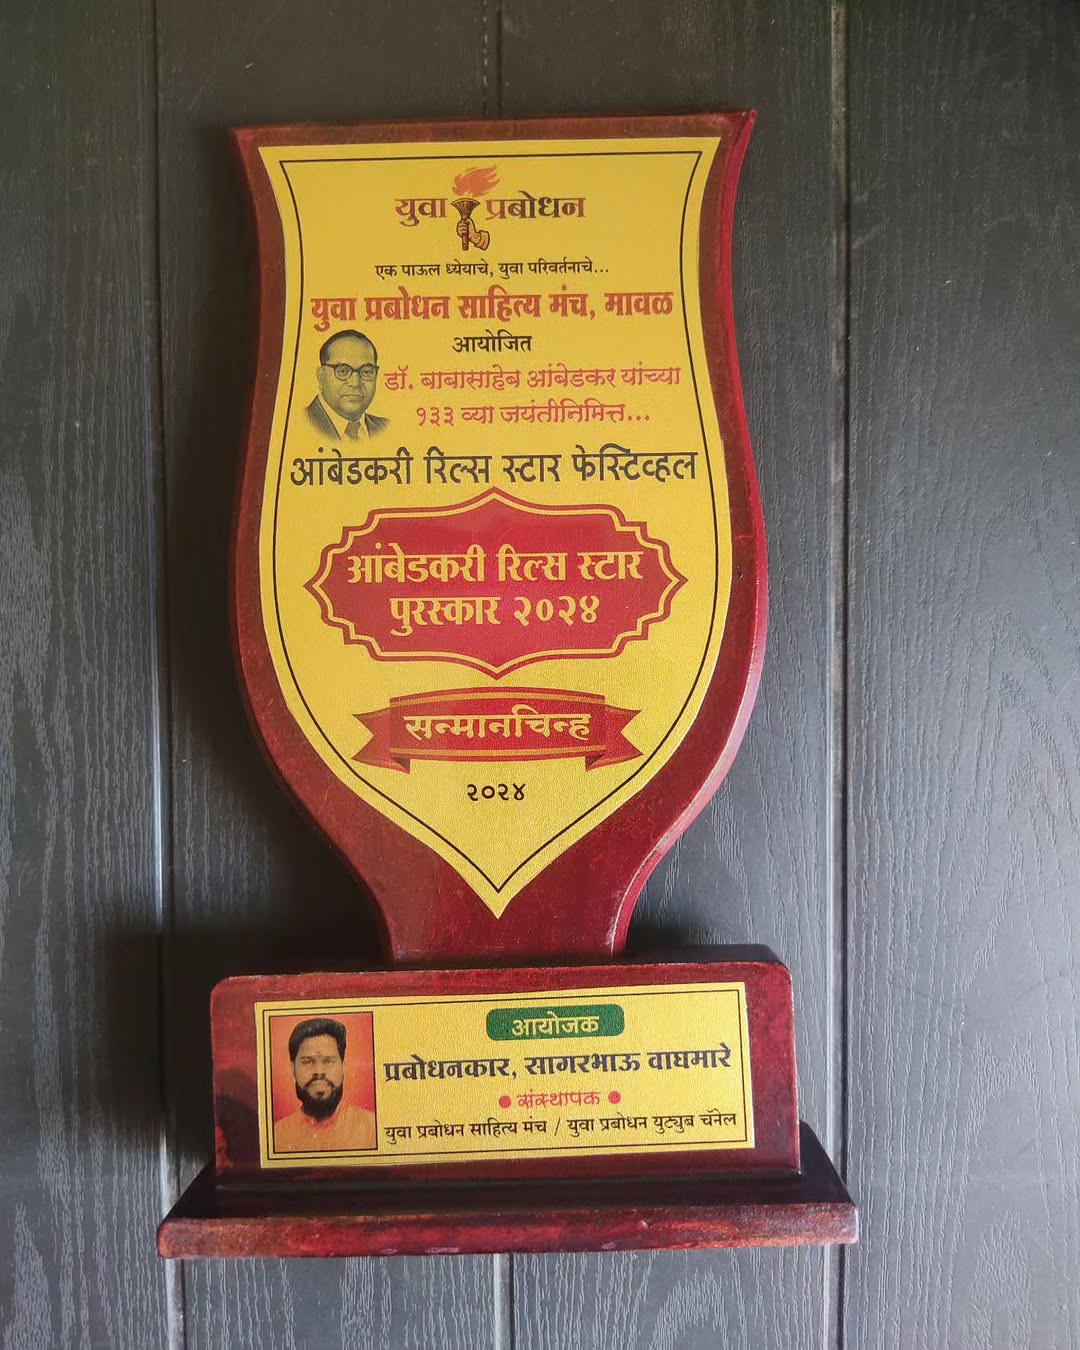 युवा प्रबोधन
एक पाऊल ध्येयाचे, युवा परिवर्तनाचे...
युवा प्रबोधन साहित्य मंच, मावळ
आयोजित
डॉ. बाबासाहेब आंबेडकर यांच्या
१३३ व्या जयंतीनिमित्त...
आंबेडकरी रिल्स स्टार फेस्टिव्हल
आंबेडकरी रिल्स स्टार
पुरस्कार २०२४
सन्मानचिन्ह
२०२४
आयोजक
प्रबोधनकार, सागरभाऊ वाघमारे
संस्थापक
युवा प्रबोधन साहित्य मंच / युवा प्रबोधन युट्युब चॅनेल